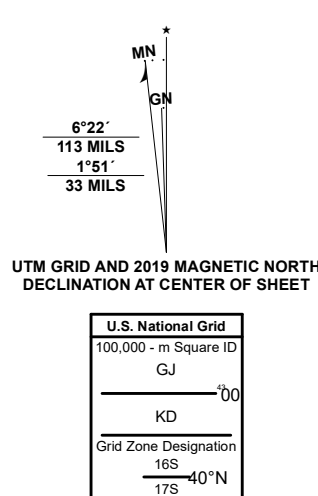 ★
MN
GN
6°22´
113 MILS
1°51´
33 MILS
UTM GRID AND 2019 MAGNETIC NORTH
DECLINATION AT CENTER OF SHEET
U.S. National Grid
100,000 - m Square ID
GJ
4300
KD
Grid Zone Designation
16S
40°N
17S